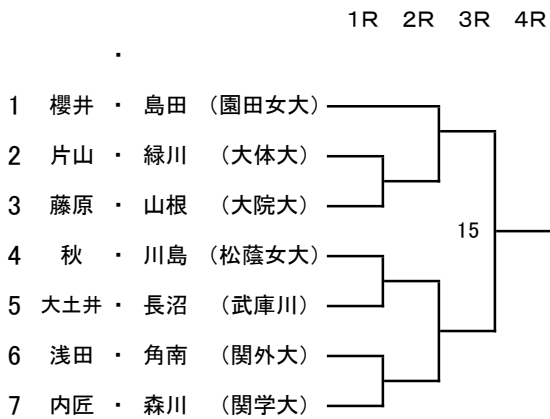 1R 2R 3R 4R
・
1 櫻井 ・ 島田 (園田女大)
2 片山 ・ 緑川 (大体大)
3 藤原 ・ 山根 (大院大)
15
4 秋 ・ 川島 (松蔭女大)
5 大土井 ・ 長沼 (武庫川)
6 浅田 ・ 角南 (関外大)
7 内匠 ・ 森川 (関学大)